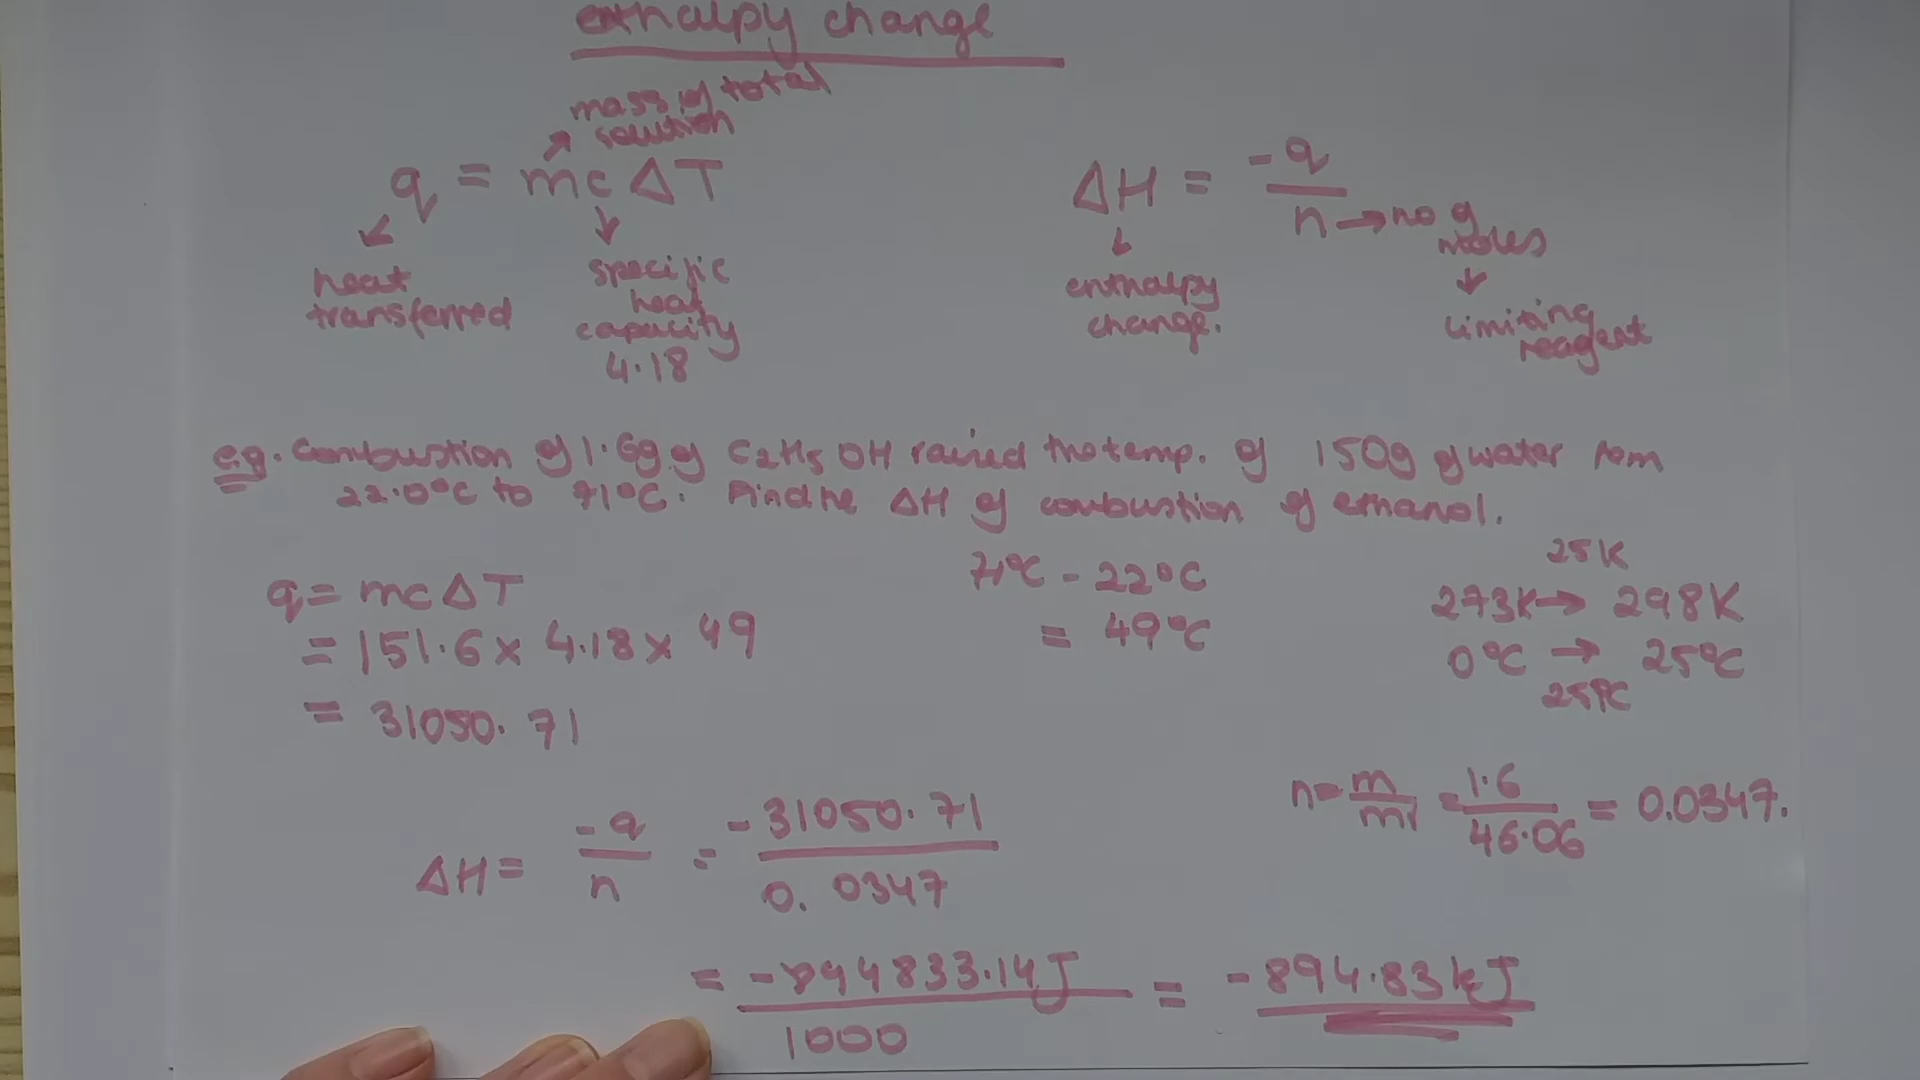 enthalpy change
mass of total
solution
q = mc ΔT
heat
transferred
specific
heat
capacity
4.18
ΔH = -q/n → no of
moles
enthalpy
change.
limiting
reagent
e.g. Combustion of 1.6g of C2H5OH raised the temp. of 150g of water from
22.0°C to 71°C. Find the ΔH of combustion of ethanol.
q = mcΔT
= 151.6 x 4.18 x 49
= 31050.71
71°C - 22°C
= 49°C
25K
273K → 298K
0°C → 25°C
25°C
n = m/mr = 1.6/46.06 = 0.0347.
ΔH = -q/n = -31050.71/0.0347
= -894833.14J/1000 = -894.83kJ